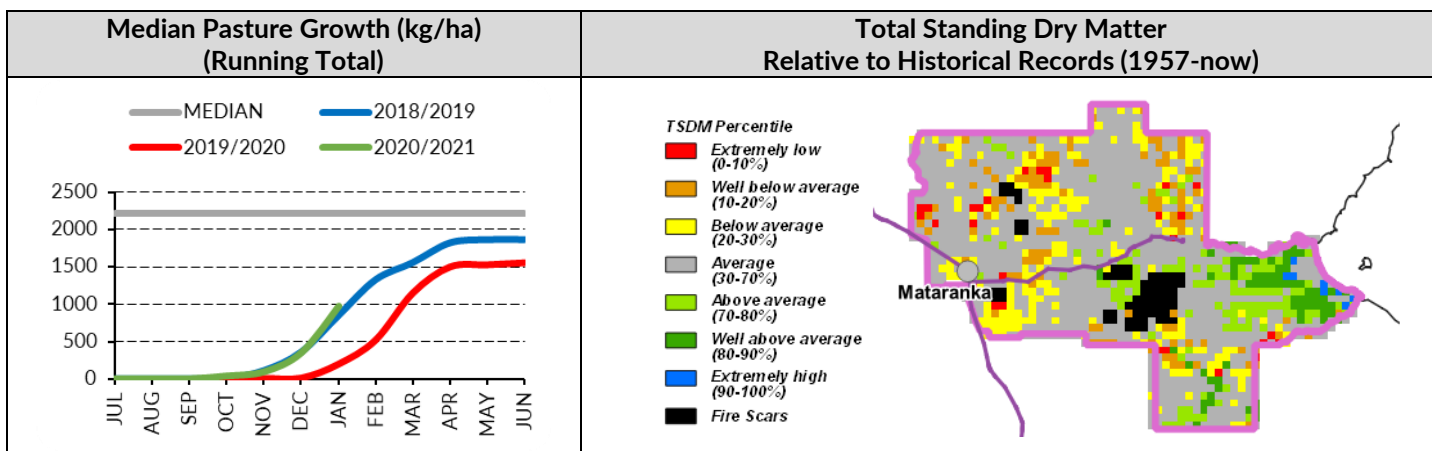 Median Pasture Growth (kg/ha)
(Running Total)
Total Standing Dry Matter
Relative to Historical Records (1957-now)
MEDIAN
2018/2019
2019/2020
2020/2021
2500
2000
1500
1000
500
0
JUL
AUG
SEP
OCT
NOV
DEC
JAN
FEB
MAR
APR
MAY
JUN
TSDM Percentile
Extremely low
(0-10%)
Well below average
(10-20%)
Below average
(20-30%)
Average
(30-70%)
Above average
(70-80%)
Well above average
(80-90%)
Extremely high
(90-100%)
Fire Scars
Mataranka